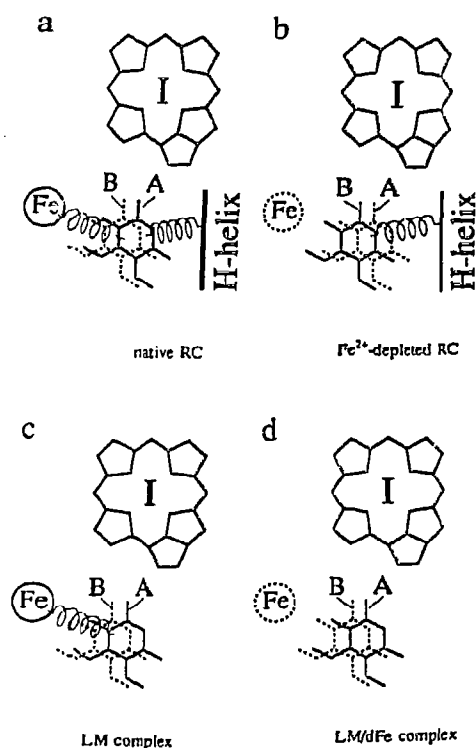 a
b
I
I
B A
B A
Fe
Fe
H-helix
H-helix
native RC
Fe²⁺-depleted RC
c
d
I
I
B A
B A
Fe
Fe
LM complex
LM/dFe complex